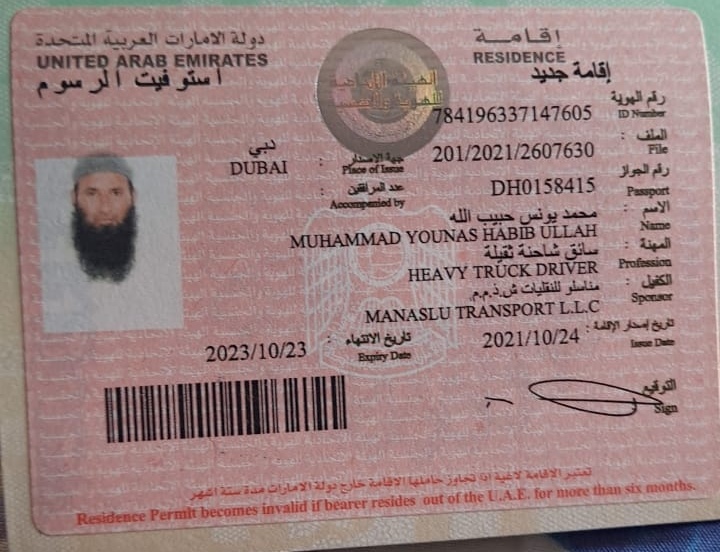 دولة الامارات العربية المتحدة
UNITED ARAB EMIRATES
استوفيت الرسوم
إقامة
RESIDENCE
إقامة جديد
رقم الهوية
784196337147605 ID Number
الملف :
201/2021/2607630 File
دبي
DUBAI
جهة الاصدار :
Place of Issue
رقم الجواز
DH0158415 Passport
عدد المرافقين :
Accompanied by
الاسم : محمد يونس حبيب الله
MUHAMMAD YOUNAS HABIB ULLAH Name
المهنة : سائق شاحنة ثقيلة
HEAVY TRUCK DRIVER Profession
الكفيل : مناسلو للنقليات ش.ذ.م.م.
MANASLU TRANSPORT L.L.C Sponsor
تاريخ إصدار الإقامة :
2021/10/24 Issue Date
تاريخ الانتهاء :
2023/10/23 Expiry Date
التوقيع
Sign
تعتبر الاقامة لاغية اذا تجاوز حاملها الاقامة خارج دولة الامارات مدة ستة اشهر
Residence Permit becomes invalid if bearer resides out of the U.A.E. for more than six months.